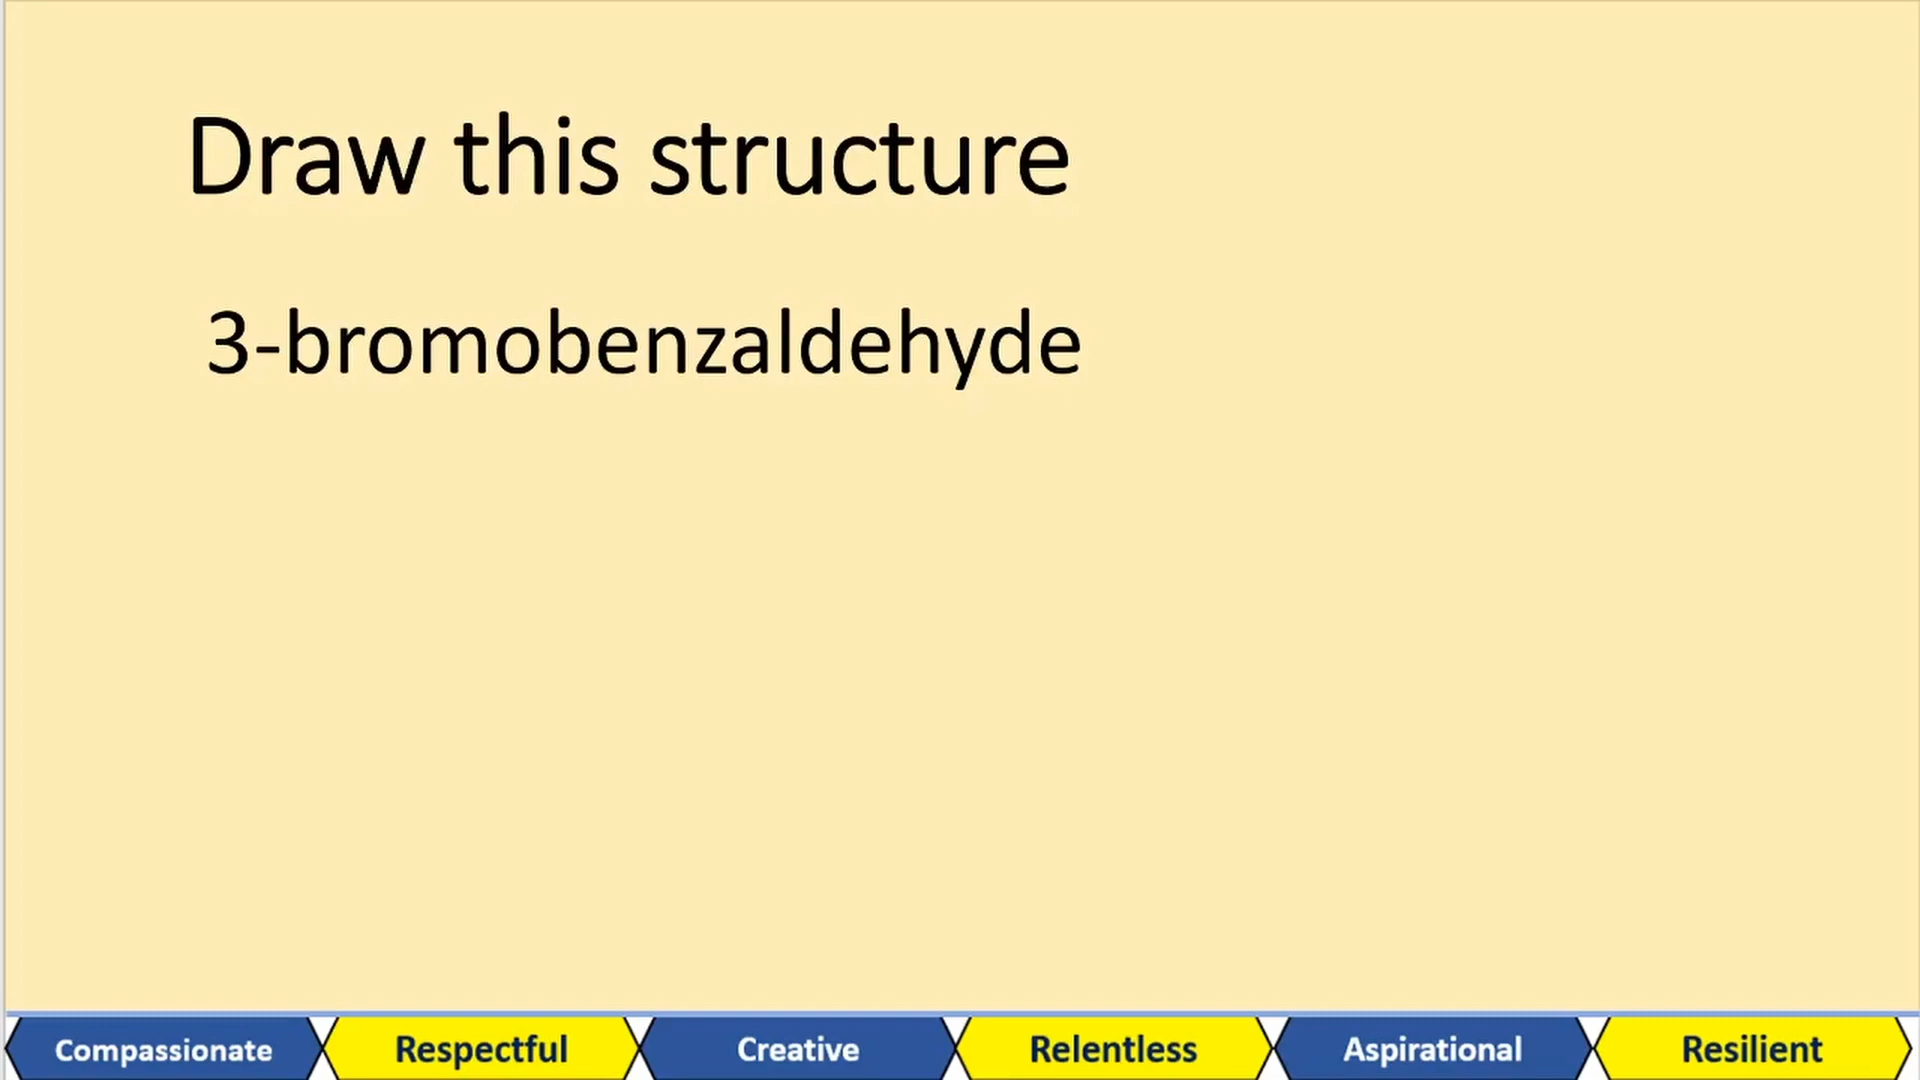 Draw this structure
3-bromobenzaldehyde
Compassionate Respectful Creative Relentless Aspirational Resilient